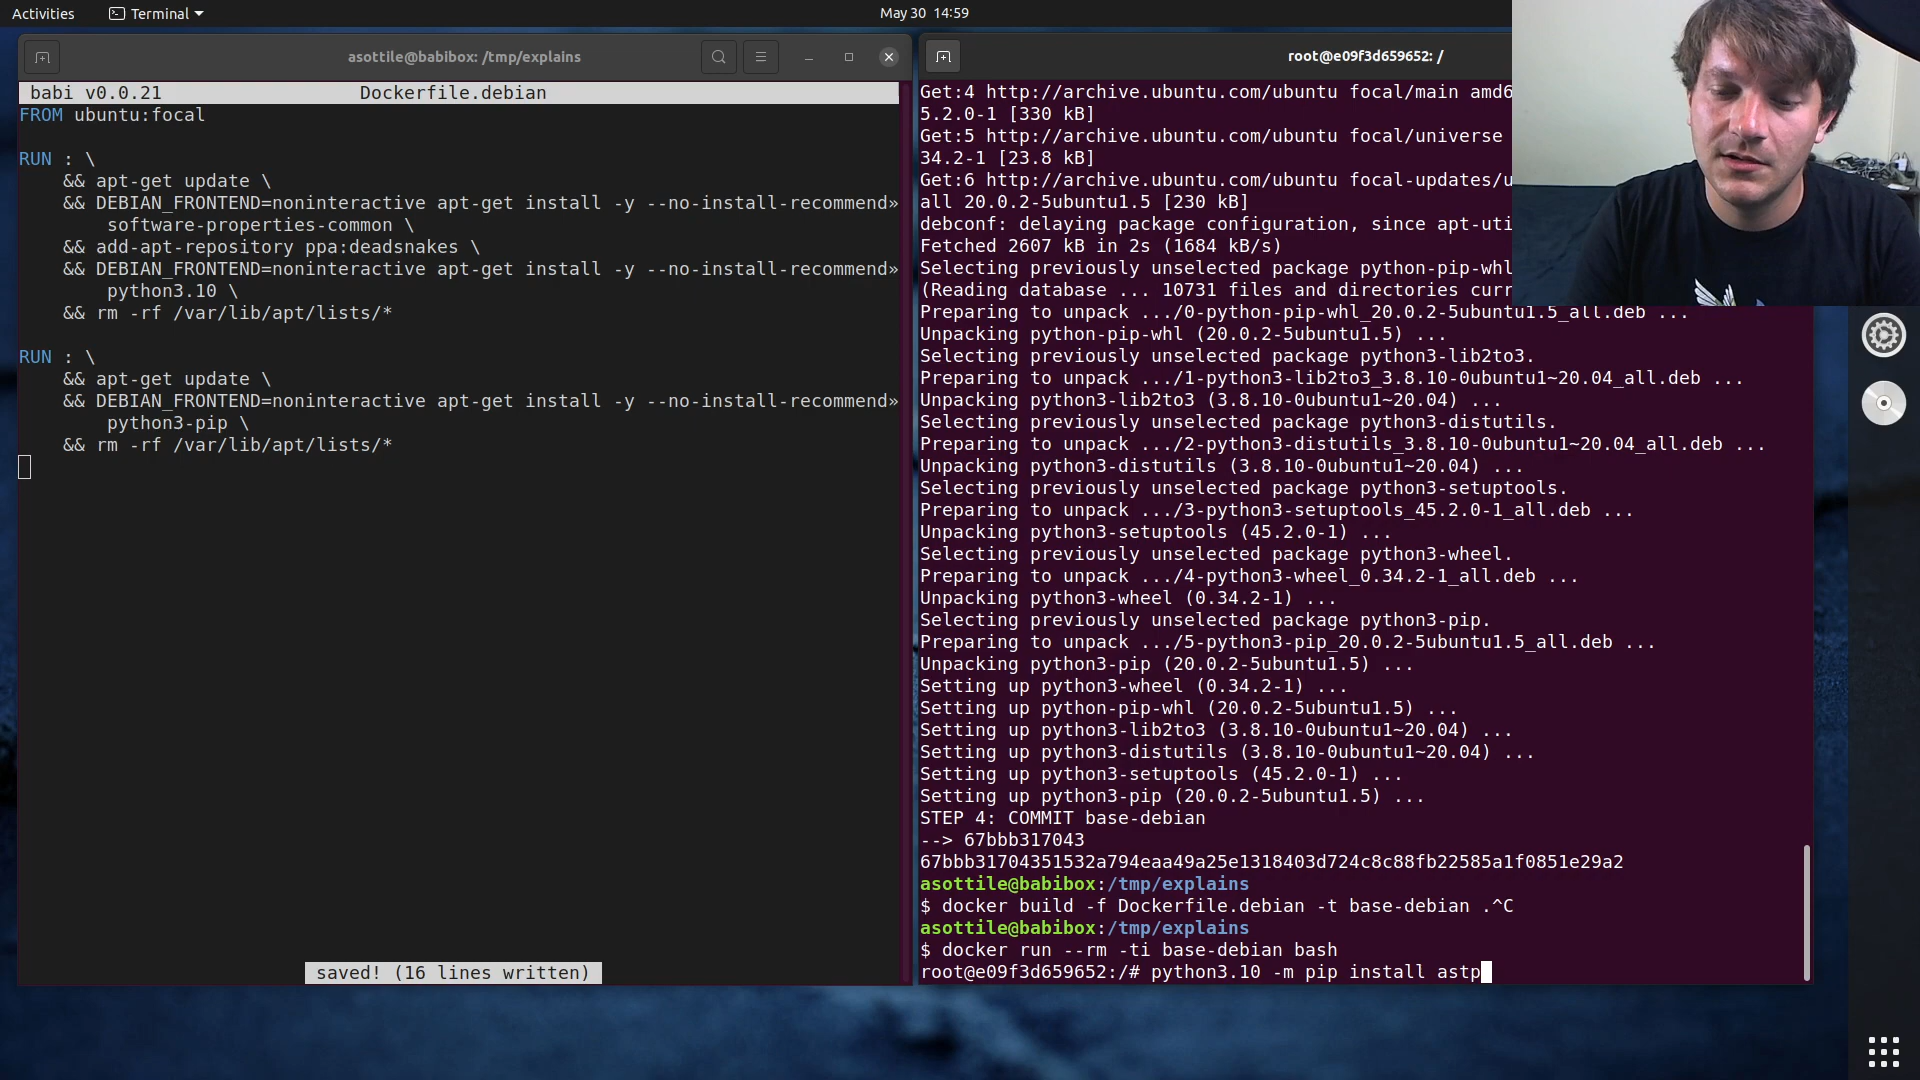 Activities
Terminal
May 30 14:59
asottile@babibox: /tmp/explains
babi v0.0.21 Dockerfile.debian
FROM ubuntu:focal
RUN : \
&& apt-get update \
&& DEBIAN_FRONTEND=noninteractive apt-get install -y --no-install-recommend»
software-properties-common \
&& add-apt-repository ppa:deadsnakes \
&& DEBIAN_FRONTEND=noninteractive apt-get install -y --no-install-recommend»
python3.10 \
&& rm -rf /var/lib/apt/lists/*
RUN : \
&& apt-get update \
&& DEBIAN_FRONTEND=noninteractive apt-get install -y --no-install-recommend»
python3-pip \
&& rm -rf /var/lib/apt/lists/*
saved! (16 lines written)
root@e09f3d659652: /
Get:4 http://archive.ubuntu.com/ubuntu focal/main amd6
5.2.0-1 [330 kB]
Get:5 http://archive.ubuntu.com/ubuntu focal/universe
34.2-1 [23.8 kB]
Get:6 http://archive.ubuntu.com/ubuntu focal-updates/u
all 20.0.2-5ubuntu1.5 [230 kB]
debconf: delaying package configuration, since apt-uti
Fetched 2607 kB in 2s (1684 kB/s)
Selecting previously unselected package python-pip-whl
(Reading database ... 10731 files and directories curr
Preparing to unpack .../0-python-pip-whl_20.0.2-5ubuntu1.5_all.deb ...
Unpacking python-pip-whl (20.0.2-5ubuntu1.5) ...
Selecting previously unselected package python3-lib2to3.
Preparing to unpack .../1-python3-lib2to3_3.8.10-0ubuntu1~20.04_all.deb ...
Unpacking python3-lib2to3 (3.8.10-0ubuntu1~20.04) ...
Selecting previously unselected package python3-distutils.
Preparing to unpack .../2-python3-distutils_3.8.10-0ubuntu1~20.04_all.deb ...
Unpacking python3-distutils (3.8.10-0ubuntu1~20.04) ...
Selecting previously unselected package python3-setuptools.
Preparing to unpack .../3-python3-setuptools_45.2.0-1_all.deb ...
Unpacking python3-setuptools (45.2.0-1) ...
Selecting previously unselected package python3-wheel.
Preparing to unpack .../4-python3-wheel_0.34.2-1_all.deb ...
Unpacking python3-wheel (0.34.2-1) ...
Selecting previously unselected package python3-pip.
Preparing to unpack .../5-python3-pip_20.0.2-5ubuntu1.5_all.deb ...
Unpacking python3-pip (20.0.2-5ubuntu1.5) ...
Setting up python3-wheel (0.34.2-1) ...
Setting up python-pip-whl (20.0.2-5ubuntu1.5) ...
Setting up python3-lib2to3 (3.8.10-0ubuntu1~20.04) ...
Setting up python3-distutils (3.8.10-0ubuntu1~20.04) ...
Setting up python3-setuptools (45.2.0-1) ...
Setting up python3-pip (20.0.2-5ubuntu1.5) ...
STEP 4: COMMIT base-debian
--> 67bbb317043
67bbb31704351532a794eaa49a25e1318403d724c8c88fb22585a1f0851e29a2
asottile@babibox:/tmp/explains
$ docker build -f Dockerfile.debian -t base-debian .^C
asottile@babibox:/tmp/explains
$ docker run --rm -ti base-debian bash
root@e09f3d659652:/# python3.10 -m pip install astp